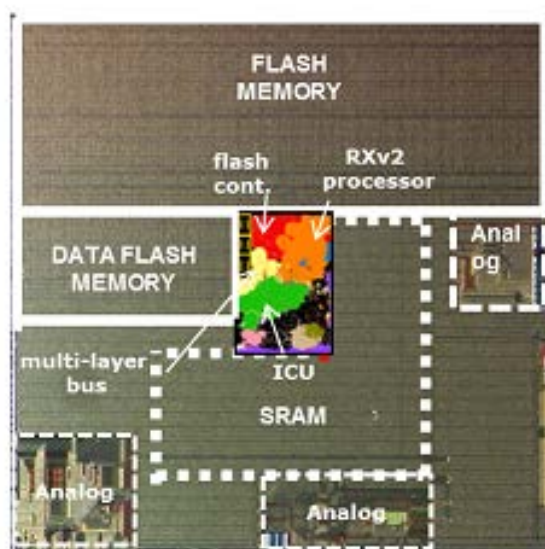 FLASH
MEMORY
flash
cont.
RXv2
processor
DATA FLASH
MEMORY
Anal
og
multi-layer
bus
ICU
SRAM
Analog
Analog